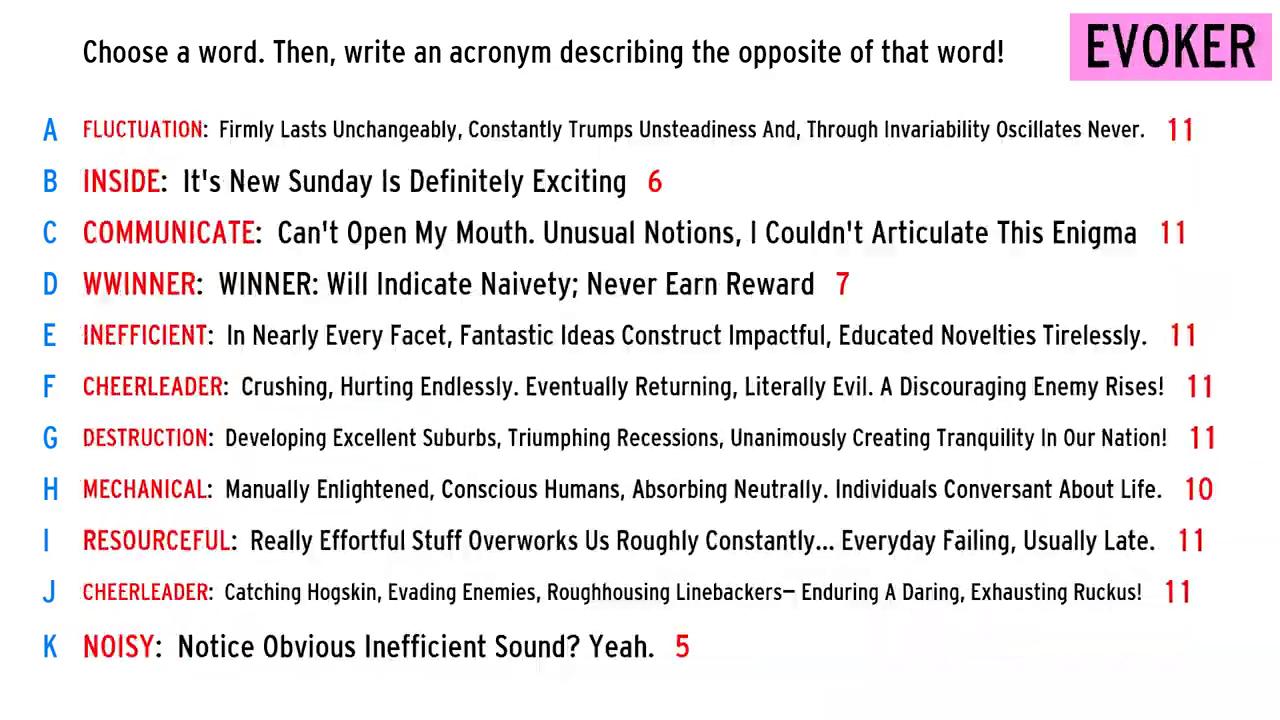 Choose a word. Then, write an acronym describing the opposite of that word!
EVOKER
A FLUCTUATION: Firmly Lasts Unchangeably, Constantly Trumps Unsteadiness And, Through Invariability Oscillates Never. 11
B INSIDE: It's New Sunday Is Definitely Exciting 6
C COMMUNICATE: Can't Open My Mouth. Unusual Notions, I Couldn't Articulate This Enigma 11
D WWINNER: WINNER: Will Indicate Naivety; Never Earn Reward 7
E INEFFICIENT: In Nearly Every Facet, Fantastic Ideas Construct Impactful, Educated Novelties Tirelessly. 11
F CHEERLEADER: Crushing, Hurting Endlessly. Eventually Returning, Literally Evil. A Discouraging Enemy Rises! 11
G DESTRUCTION: Developing Excellent Suburbs, Triumphing Recessions, Unanimously Creating Tranquility In Our Nation! 11
H MECHANICAL: Manually Enlightened, Conscious Humans, Absorbing Neutrally. Individuals Conversant About Life. 10
I RESOURCEFUL: Really Effortful Stuff Overworks Us Roughly Constantly... Everyday Failing, Usually Late. 11
J CHEERLEADER: Catching Hogskin, Evading Enemies, Roughhousing Linebackers— Enduring A Daring, Exhausting Ruckus! 11
K NOISY: Notice Obvious Inefficient Sound? Yeah. 5